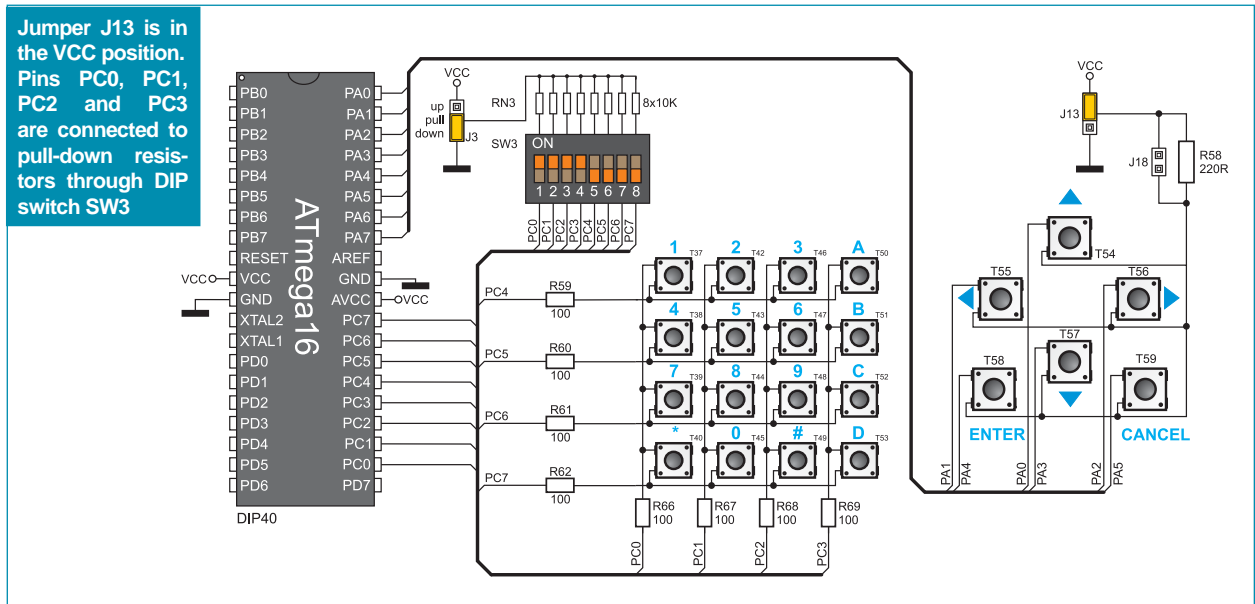 Jumper J13 is in
the VCC position.
Pins PC0, PC1,
PC2 and PC3
are connected to
pull-down resis-
tors through DIP
switch SW3
PB0
PB1
PB2
PB3
PB4
PB5
PB6
PB7
RESET
VCC
GND
XTAL2
XTAL1
PD0
PD1
PD2
PD3
PD4
PD5
PD6
PA0
PA1
PA2
PA3
PA4
PA5
PA6
PA7
AREF
GND
AVCC
PC7
PC6
PC5
PC4
PC3
PC2
PC1
PC0
PD7
ATmega16
DIP40
VCC
VCC
VCC
up
pull
down
J3
RN3
8x10K
SW3
ON
1 2 3 4 5 6 7 8
PC0
PC1
PC2
PC3
PC4
PC5
PC6
PC7
1 T37
2 T42
3 T46
A T50
PC4
R59
100
4 T38
5 T43
6 T47
B T51
PC5
R60
100
7 T39
8 T44
9 T48
C T52
PC6
R61
100
* T40
0 T45
# T49
D T53
PC7
R62
100
R66
100
R67
100
R68
100
R69
100
PC0
PC1
PC2
PC3
VCC
J13
J18
R58
220R
T54
T55
T56
T57
T58
T59
ENTER
CANCEL
PA1
PA4
PA0
PA3
PA2
PA5